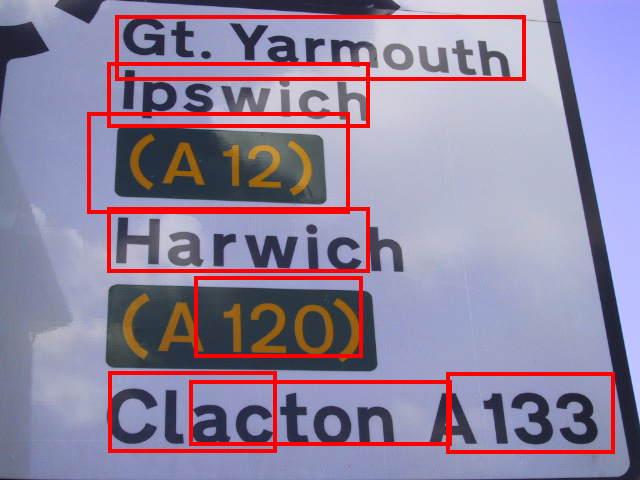 Gt. Yarmouth
Ipswich
(A 12)
Harwich
(A 120)
Clacton A133